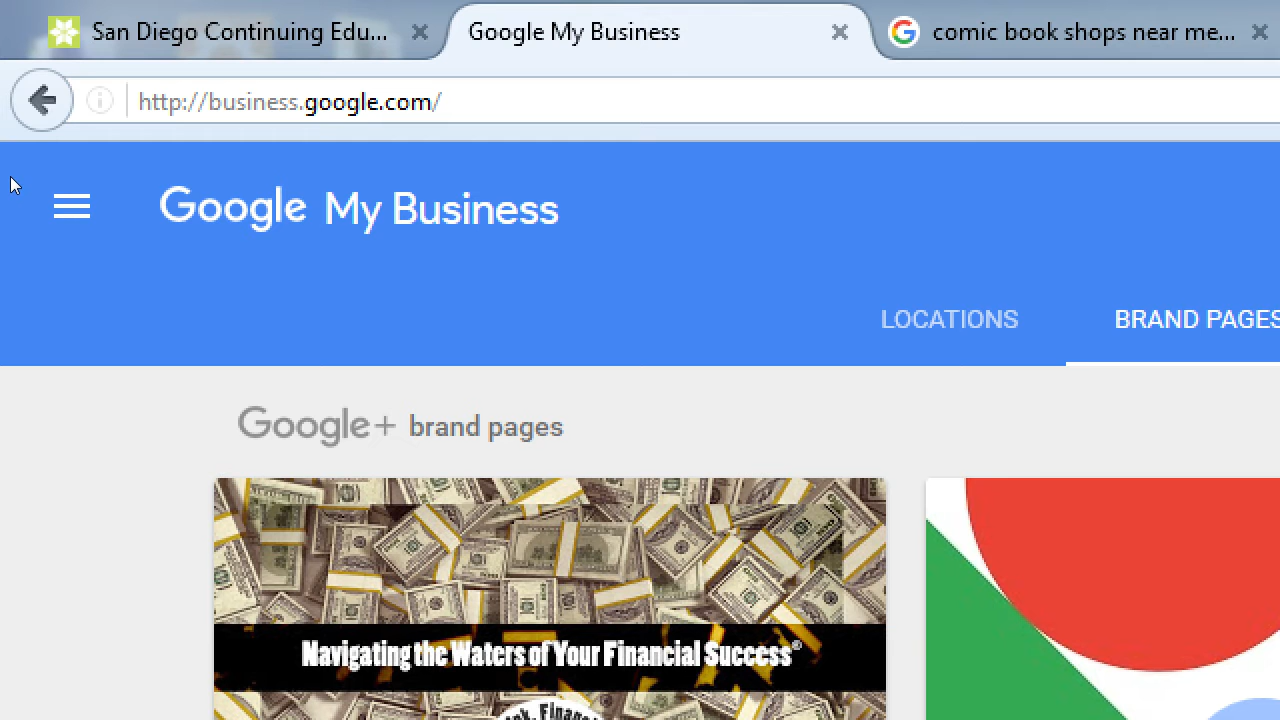 San Diego Continuing Edu...
Google My Business
comic book shops near me...
http://business.google.com/
Google My Business
LOCATIONS
BRAND PAGES
Google+ brand pages
Navigating the Waters of Your Financial Success®